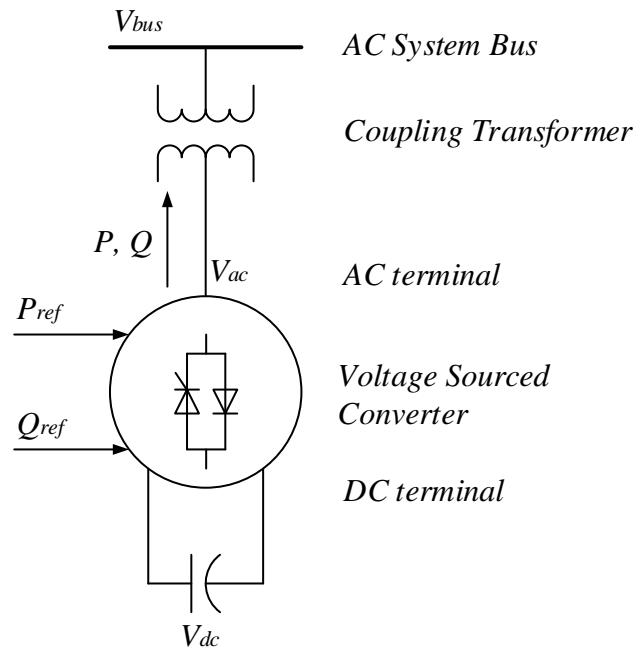 Vbus
AC System Bus
Coupling Transformer
P, Q
Vac
AC terminal
Pref
Voltage Sourced
Converter
Qref
DC terminal
Vdc